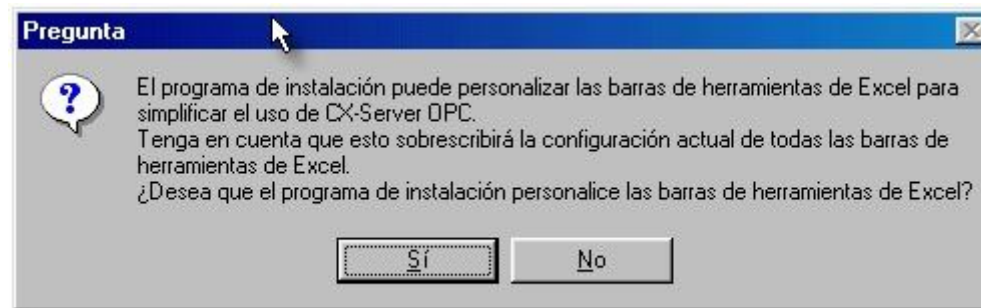 Pregunta
El programa de instalación puede personalizar las barras de herramientas de Excel para
simplificar el uso de CX-Server OPC.
Tenga en cuenta que esto sobrescribirá la configuración actual de todas las barras de
herramientas de Excel.
¿Desea que el programa de instalación personalice las barras de herramientas de Excel?
Sí No